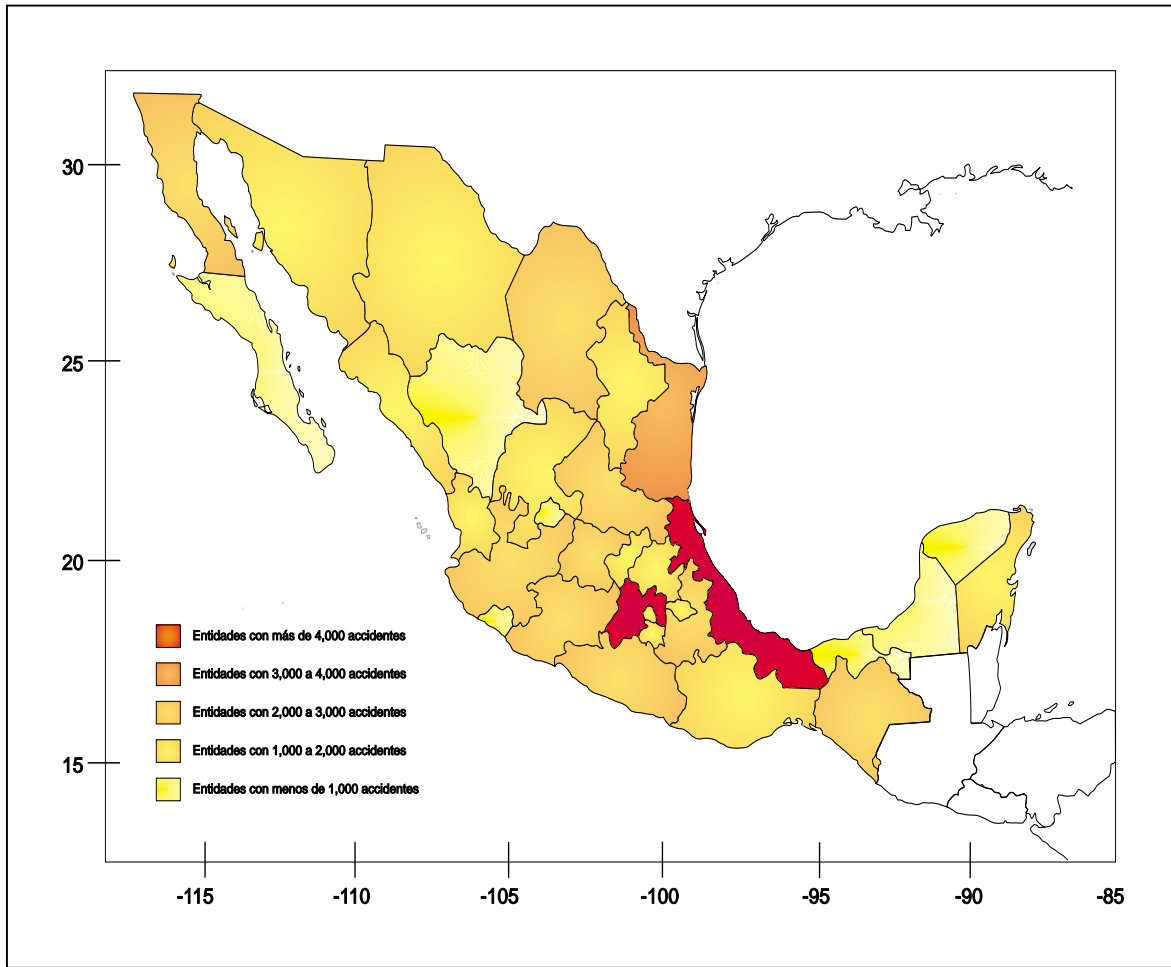 30
25
20
15
Entidades con más de 4,000 accidentes
Entidades con 3,000 a 4,000 accidentes
Entidades con 2,000 a 3,000 accidentes
Entidades con 1,000 a 2,000 accidentes
Entidades con menos de 1,000 accidentes
-115 -110 -105 -100 -95 -90 -85